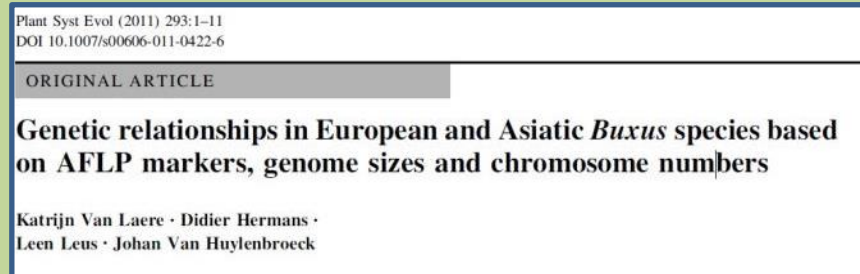 Plant Syst Evol (2011) 293:1–11
DOI 10.1007/s00606-011-0422-6
ORIGINAL ARTICLE
Genetic relationships in European and Asiatic Buxus species based
on AFLP markers, genome sizes and chromosome numbers
Katrijn Van Laere · Didier Hermans ·
Leen Leus · Johan Van Huylenbroeck